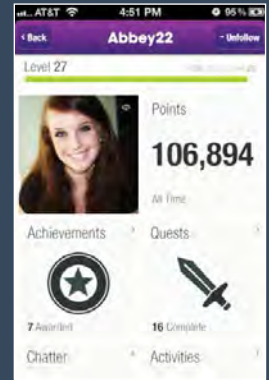 AT&T 4:51 PM 95%
Back Abbey22 - Unfollow
Level 27
Points
106,894
All Time
Achievements Quests
7 Awarded 16 Complete
Chatter Activities